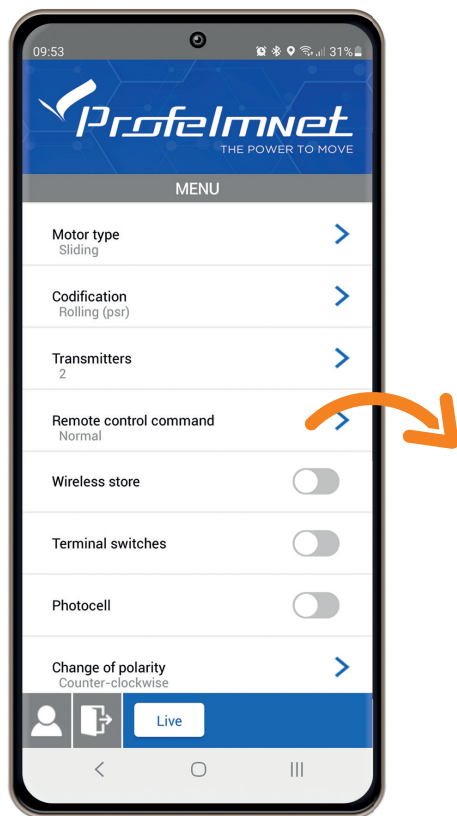 09:53
31%
Profelmnet
THE POWER TO MOVE
MENU
Motor type
Sliding
Codification
Rolling (psr)
Transmitters
2
Remote control command
Normal
Wireless store
Terminal switches
Photocell
Change of polarity
Counter-clockwise
Live